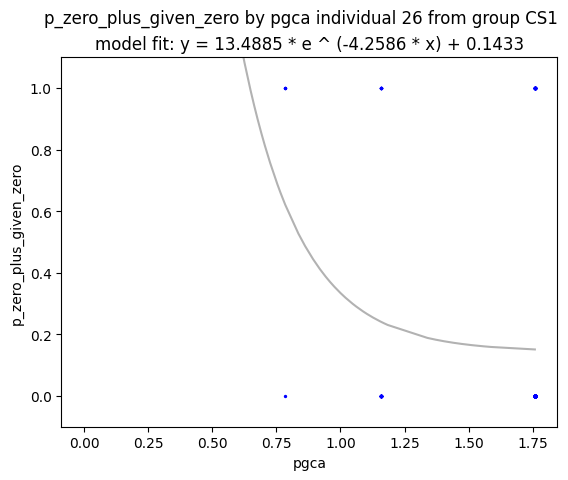 p_zero_plus_given_zero by pgca individual 26 from group CS1
model fit: y = 13.4885 * e ^ (-4.2586 * x) + 0.1433
1.0
0.8
0.6
0.4
0.2
0.0
p_zero_plus_given_zero
0.00 0.25 0.50 0.75 1.00 1.25 1.50 1.75
pgca